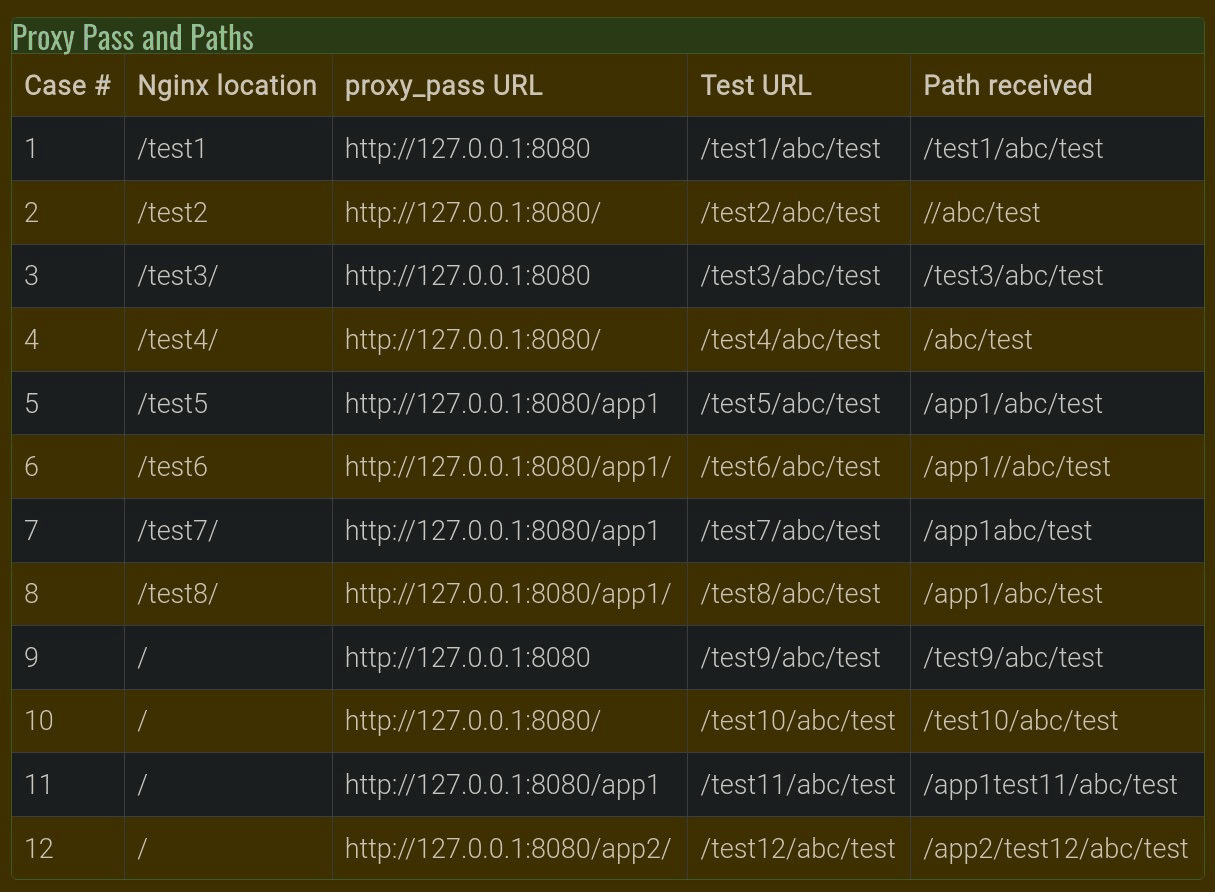 Proxy Pass and Paths
Case # Nginx location proxy_pass URL Test URL Path received
1 /test1 http://127.0.0.1:8080 /test1/abc/test /test1/abc/test
2 /test2 http://127.0.0.1:8080/ /test2/abc/test //abc/test
3 /test3/ http://127.0.0.1:8080 /test3/abc/test /test3/abc/test
4 /test4/ http://127.0.0.1:8080/ /test4/abc/test /abc/test
5 /test5 http://127.0.0.1:8080/app1 /test5/abc/test /app1/abc/test
6 /test6 http://127.0.0.1:8080/app1/ /test6/abc/test /app1//abc/test
7 /test7/ http://127.0.0.1:8080/app1 /test7/abc/test /app1abc/test
8 /test8/ http://127.0.0.1:8080/app1/ /test8/abc/test /app1/abc/test
9 / http://127.0.0.1:8080 /test9/abc/test /test9/abc/test
10 / http://127.0.0.1:8080/ /test10/abc/test /test10/abc/test
11 / http://127.0.0.1:8080/app1 /test11/abc/test /app1test11/abc/test
12 / http://127.0.0.1:8080/app2/ /test12/abc/test /app2/test12/abc/test